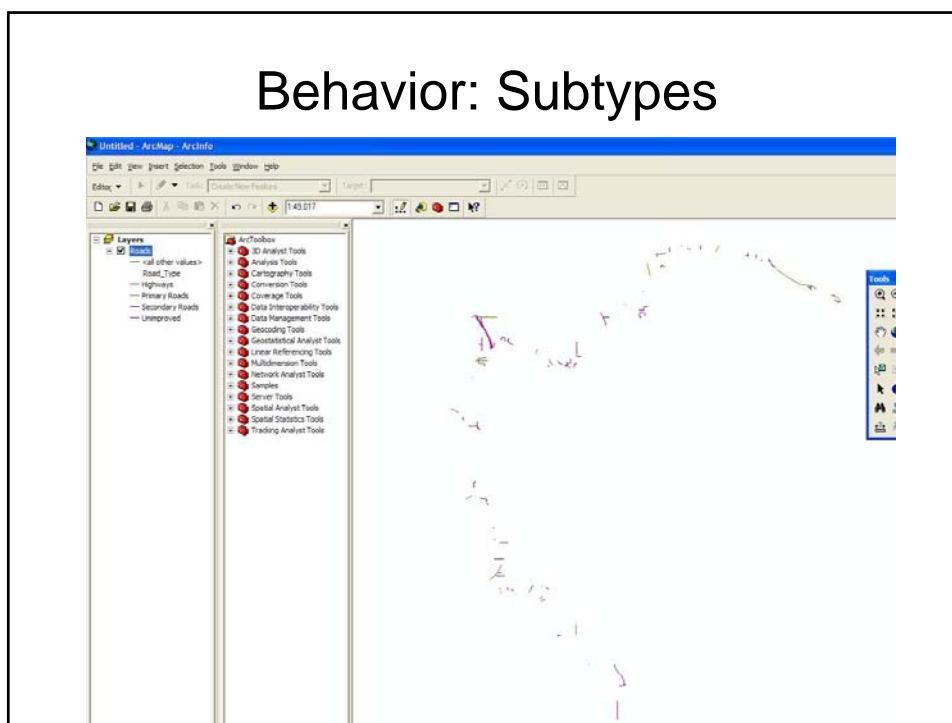 Behavior: Subtypes
Untitled - ArcMap - ArcInfo
File Edit View Insert Selection Tools Window Help
Editor Task: Create New Feature Target:
1:49,017
Layers
Roads
<all other values>
Road_Type
Highways
Primary Roads
Secondary Roads
Unimproved
ArcToolbox
3D Analyst Tools
Analysis Tools
Cartography Tools
Conversion Tools
Coverage Tools
Data Interoperability Tools
Data Management Tools
Geocoding Tools
Geostatistical Analyst Tools
Linear Referencing Tools
Multidimension Tools
Network Analyst Tools
Samples
Server Tools
Spatial Analyst Tools
Spatial Statistics Tools
Tracking Analyst Tools
Tools